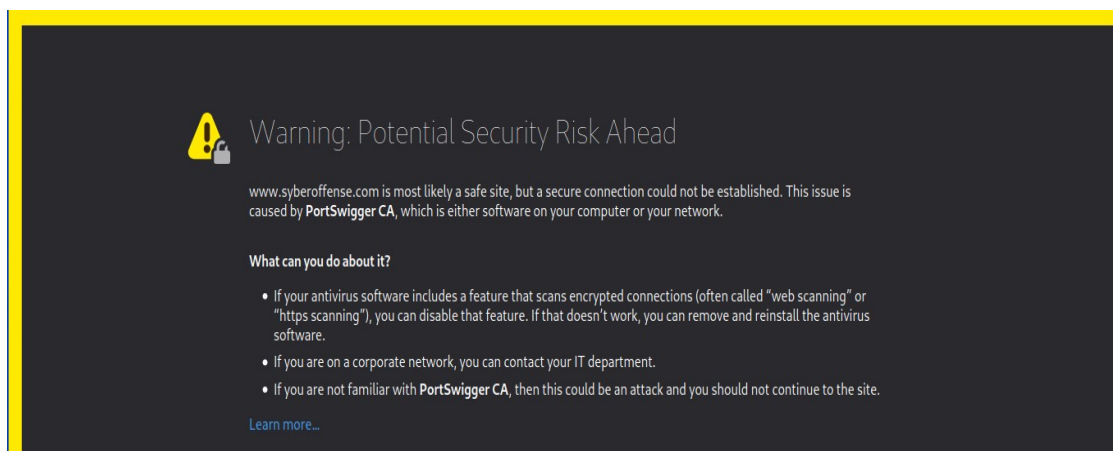 Warning: Potential Security Risk Ahead
www.syberoffense.com is most likely a safe site, but a secure connection could not be established. This issue is
caused by PortSwigger CA, which is either software on your computer or your network.
What can you do about it?
• If your antivirus software includes a feature that scans encrypted connections (often called “web scanning” or
“https scanning”), you can disable that feature. If that doesn’t work, you can remove and reinstall the antivirus
software.
• If you are on a corporate network, you can contact your IT department.
• If you are not familiar with PortSwigger CA, then this could be an attack and you should not continue to the site.
Learn more...